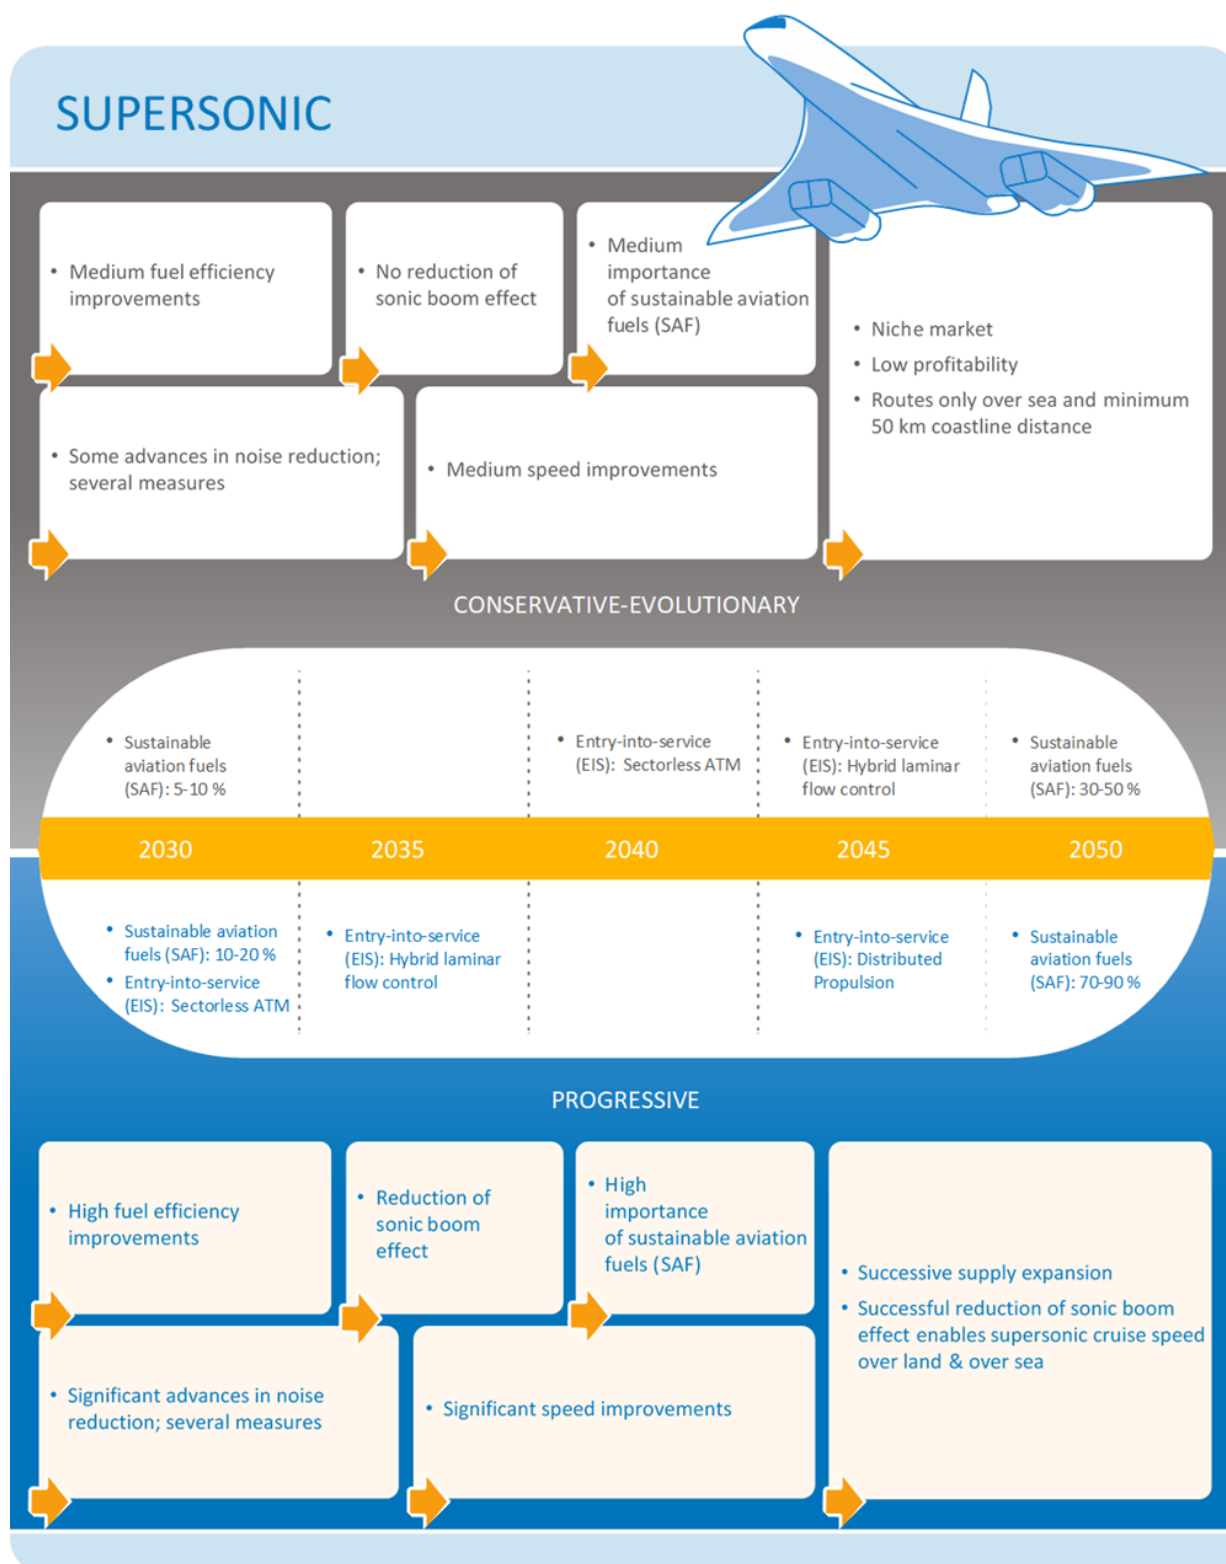 SUPERSONIC
• Medium fuel efficiency
improvements
• No reduction of
sonic boom effect
• Medium
importance
of sustainable aviation
fuels (SAF)
• Niche market
• Low profitability
• Routes only over sea and minimum
50 km coastline distance
• Some advances in noise reduction;
several measures
• Medium speed improvements
CONSERVATIVE-EVOLUTIONARY
• Sustainable
aviation fuels
(SAF): 5-10 %
• Entry-into-service
(EIS): Sectorless ATM
• Entry-into-service
(EIS): Hybrid laminar
flow control
• Sustainable
aviation fuels
(SAF): 30-50 %
2030
2035
2040
2045
2050
• Sustainable aviation
fuels (SAF): 10-20 %
• Entry-into-service
(EIS): Sectorless ATM
• Entry-into-service
(EIS): Hybrid laminar
flow control
• Entry-into-service
(EIS): Distributed
Propulsion
• Sustainable
aviation fuels
(SAF): 70-90 %
PROGRESSIVE
• High fuel efficiency
improvements
• Reduction of
sonic boom
effect
• High
importance
of sustainable aviation
fuels (SAF)
• Successive supply expansion
• Successful reduction of sonic boom
effect enables supersonic cruise speed
over land & over sea
• Significant advances in noise
reduction; several measures
• Significant speed improvements